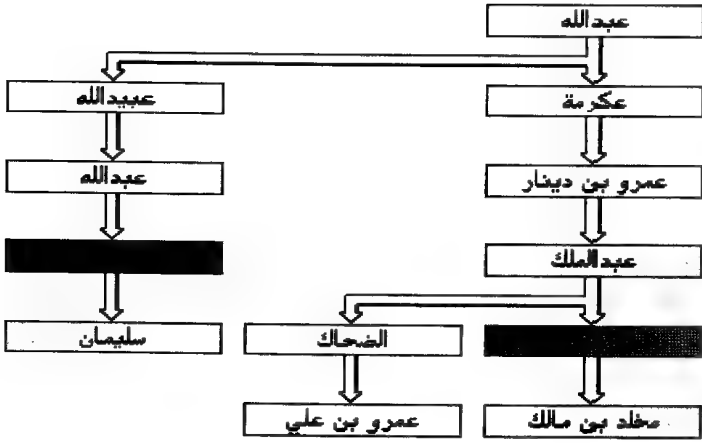 عبدالله
عكرمة
عبيدالله
عمرو بن دينار
عبدالله
عبدالملك
الضحاك
سليمان
مخلد بن مالك
عمرو بن علي